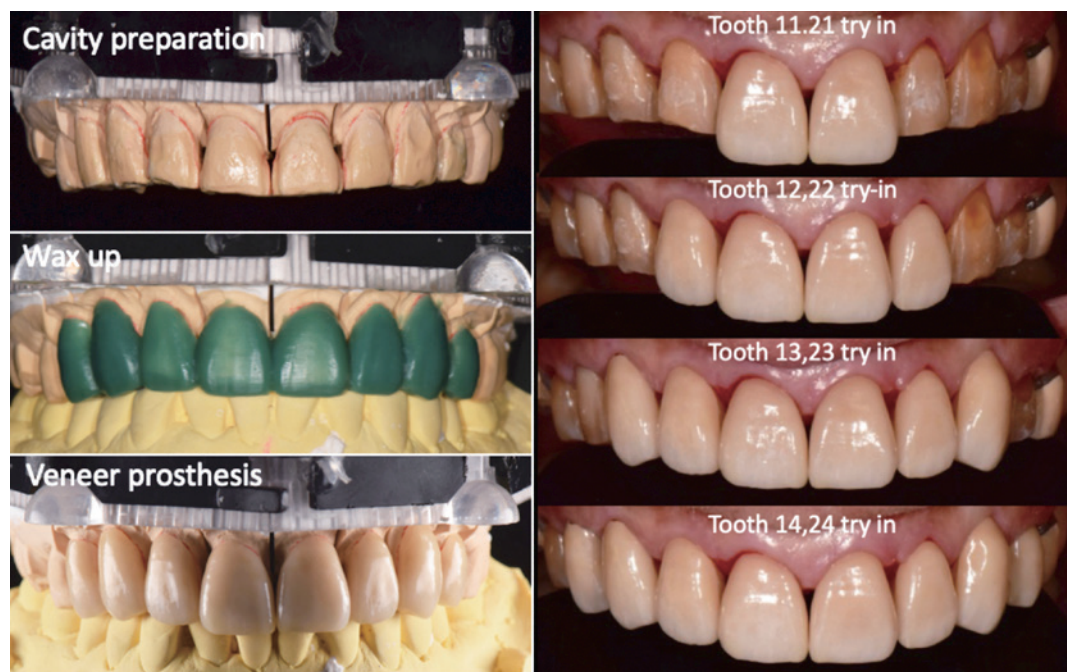 Cavity preparation
Wax up
Veneer prosthesis
Tooth 11.21 try in
Tooth 12,22 try-in
Tooth 13,23 try in
Tooth 14,24 try in